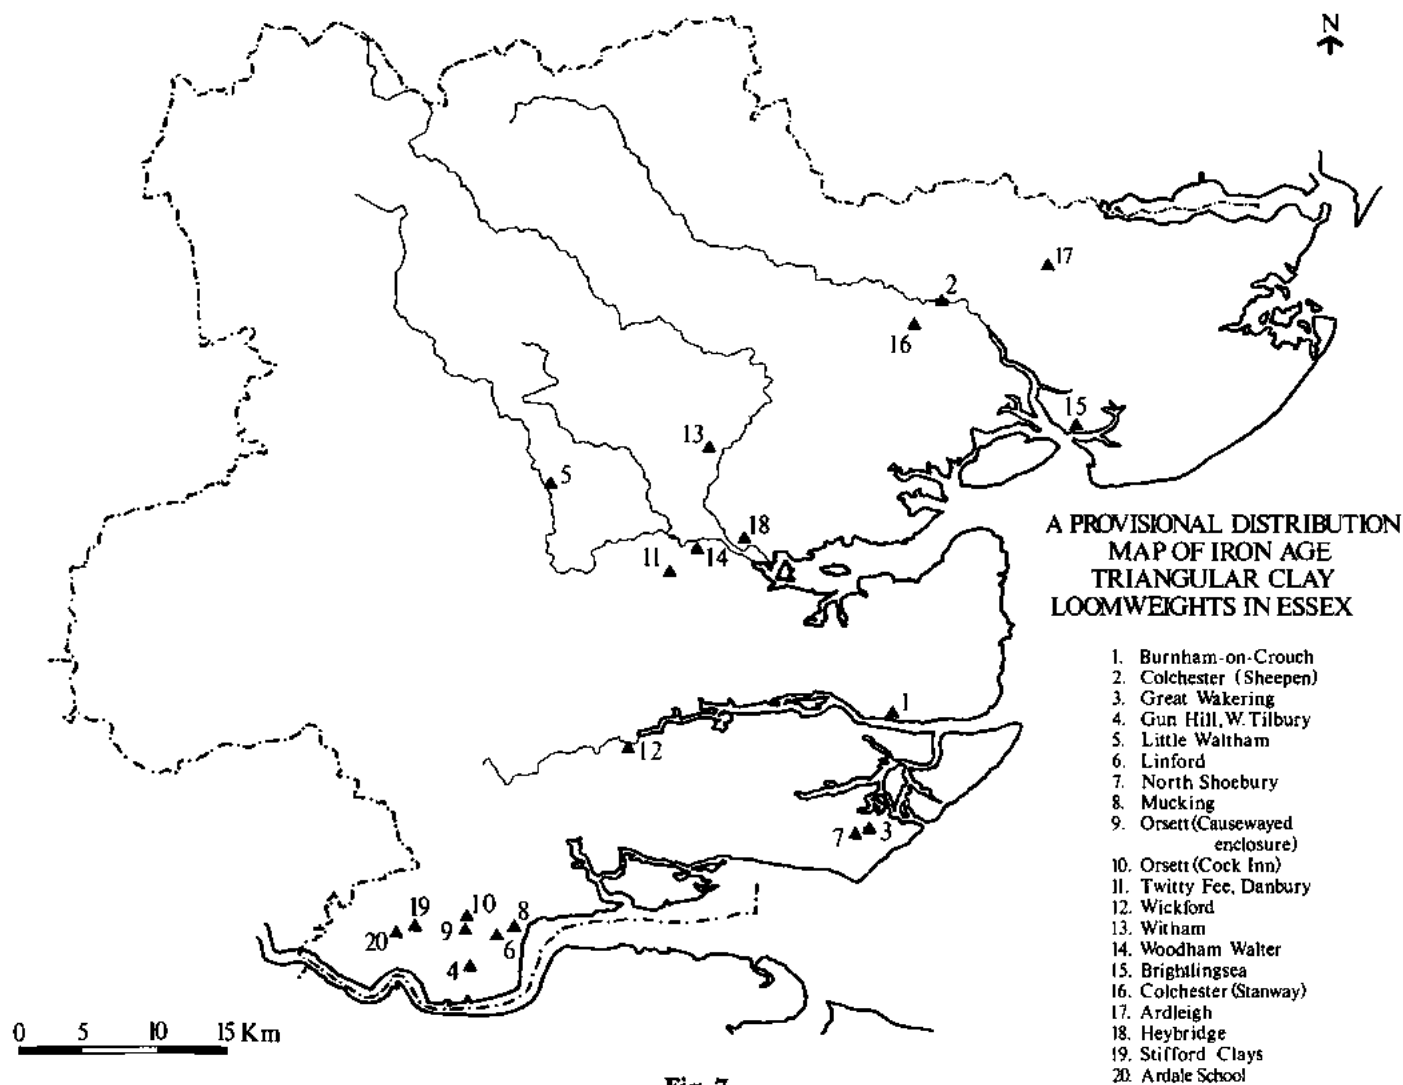 N
17
2
16
15
13
5
18
11
14
A PROVISIONAL DISTRIBUTION
MAP OF IRON AGE
TRIANGULAR CLAY
LOOMWEIGHTS IN ESSEX
1. Burnham-on-Crouch
2. Colchester (Sheepen)
3. Great Wakering
4. Gun Hill, W. Tilbury
5. Little Waltham
6. Linford
7. North Shoebury
8. Mucking
9. Orsett (Causewayed
enclosure)
10. Orsett (Cock Inn)
11. Twitty Fee, Danbury
12. Wickford
13. Witham
14. Woodham Walter
15. Brightlingsea
16. Colchester (Stanway)
17. Ardleigh
18. Heybridge
19. Stifford Clays
20. Ardale School
1
12
7
3
19
10
8
20
9
6
4
0 5 10 15 Km
Fig. 7